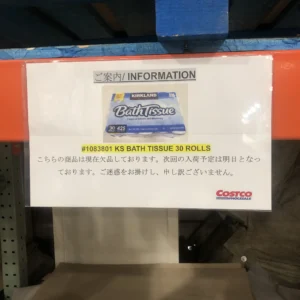 ご案内/ INFORMATION
KIRKLAND
Bath Tissue
#1083801 KS BATH TISSUE 30 ROLLS
こちらの商品は現在欠品しております。次回の入荷予定は明日となっ
ております。ご迷惑をお掛けし、申し訳ございません。
COSTCO